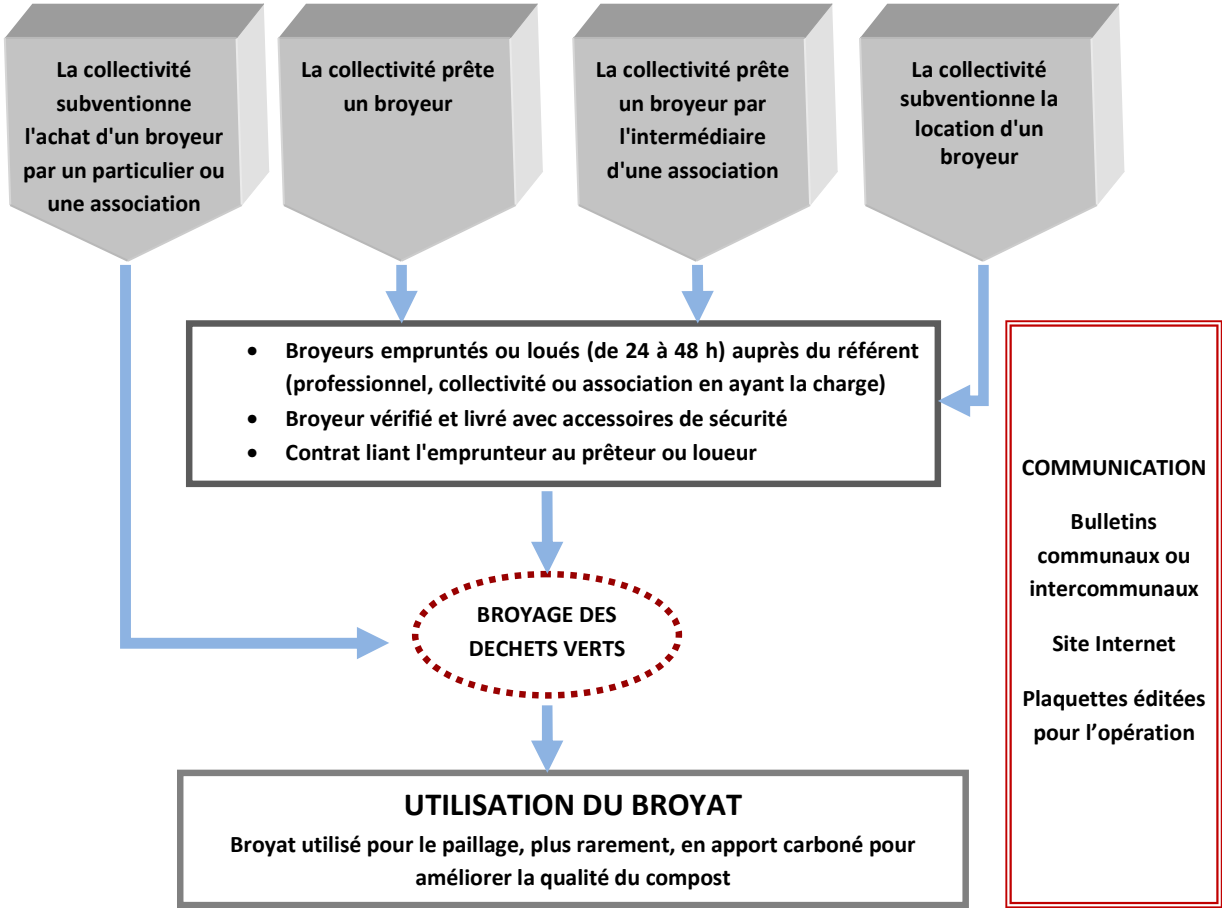 La collectivité
subventionne
l'achat d'un broyeur
par un particulier ou
une association
La collectivité prête
un broyeur
La collectivité prête
un broyeur par
l'intermédiaire
d'une association
La collectivité
subventionne la
location d'un
broyeur
• Broyeurs empruntés ou loués (de 24 à 48 h) auprès du référent
(professionnel, collectivité ou association en ayant la charge)
• Broyeur vérifié et livré avec accessoires de sécurité
• Contrat liant l'emprunteur au prêteur ou loueur
COMMUNICATION
Bulletins
communaux ou
intercommunaux
Site Internet
Plaquettes éditées
pour l’opération
BROYAGE DES
DECHETS VERTS
UTILISATION DU BROYAT
Broyat utilisé pour le paillage, plus rarement, en apport carboné pour
améliorer la qualité du compost